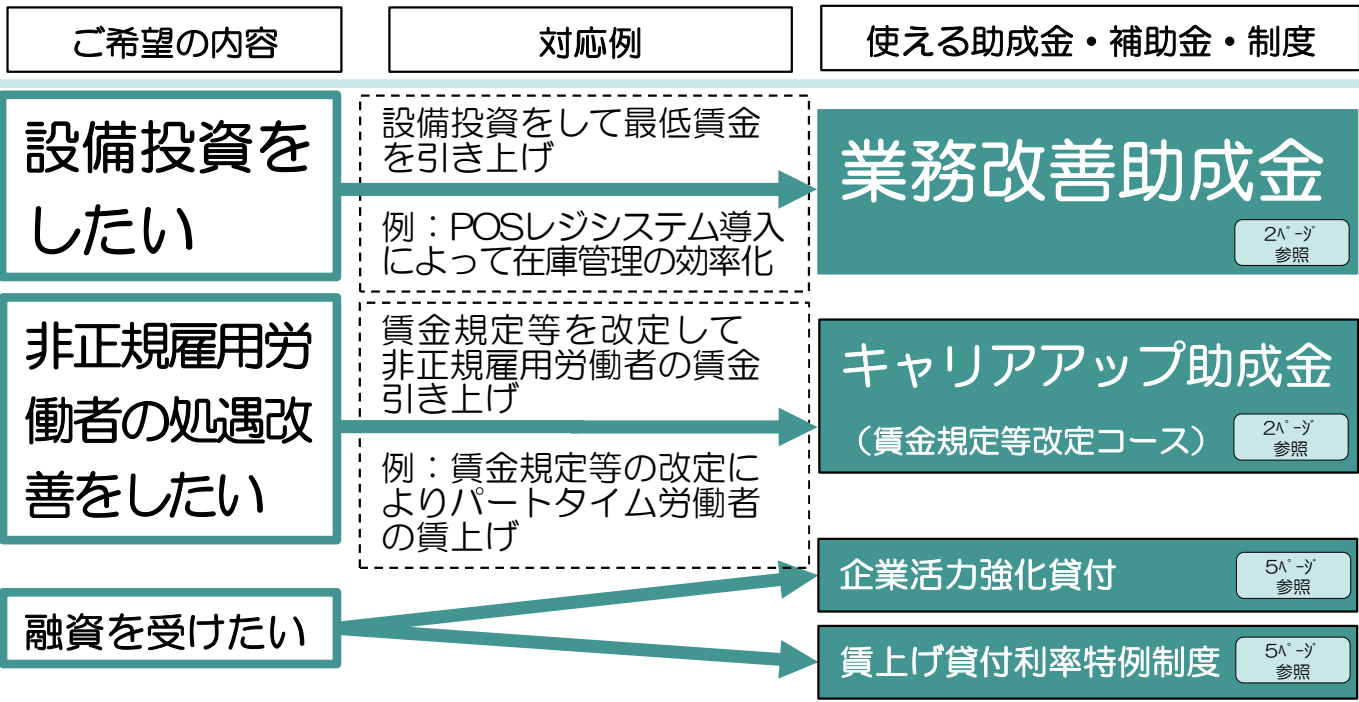 ご希望の内容
対応例
使える助成金・補助金・制度
設備投資を
したい
設備投資をして最低賃金
を引き上げ
例：POSレジシステム導入
によって在庫管理の効率化
業務改善助成金
2ﾍﾟｰｼﾞ
参照
非正規雇用労
働者の処遇改
善をしたい
賃金規定等を改定して
非正規雇用労働者の賃金
引き上げ
例：賃金規定等の改定に
よりパートタイム労働者
の賃上げ
キャリアアップ助成金
（賃金規定等改定コース）
2ﾍﾟｰｼﾞ
参照
融資を受けたい
企業活力強化貸付
5ﾍﾟｰｼﾞ
参照
賃上げ貸付利率特例制度
5ﾍﾟｰｼﾞ
参照